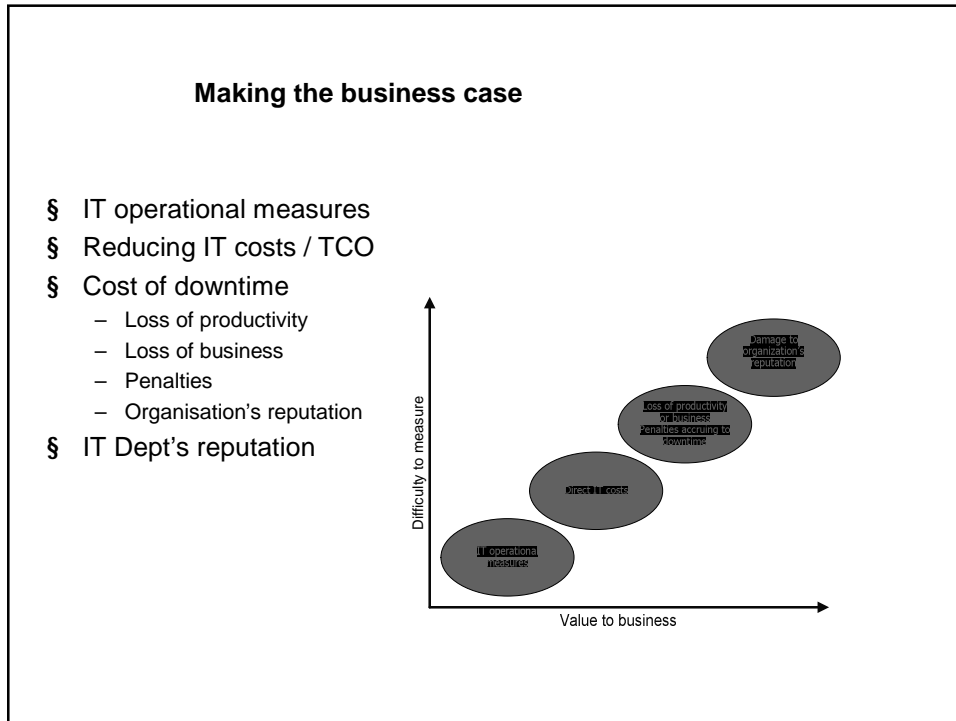 Making the business case
§ IT operational measures
§ Reducing IT costs / TCO
§ Cost of downtime
– Loss of productivity
– Loss of business
– Penalties
– Organisation's reputation
§ IT Dept's reputation
Difficulty to measure
Damage to
organization's
reputation
Loss of productivity
or business
Penalties accruing to
downtime
Direct IT costs
IT operational
measures
Value to business